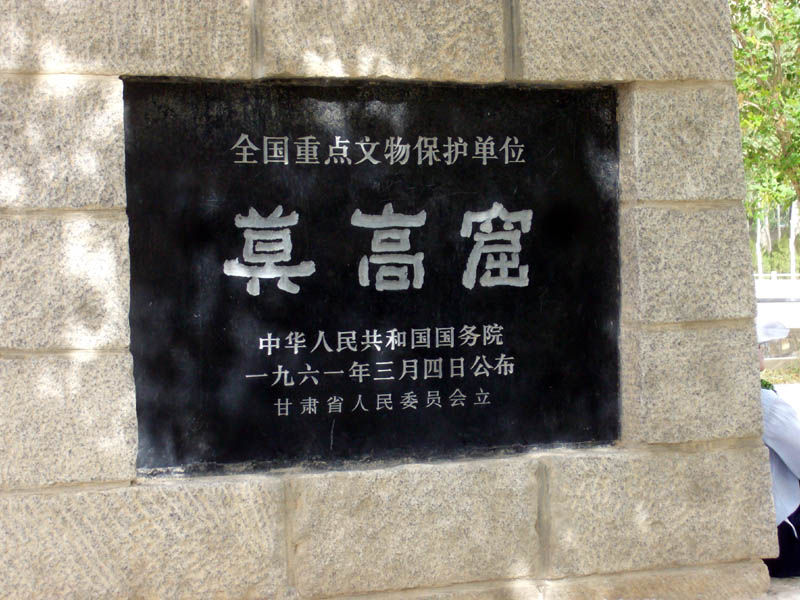 全国重点文物保护单位
莫高窟
中华人民共和国国务院
一九六一年三月四日公布
甘肃省人民委员会立